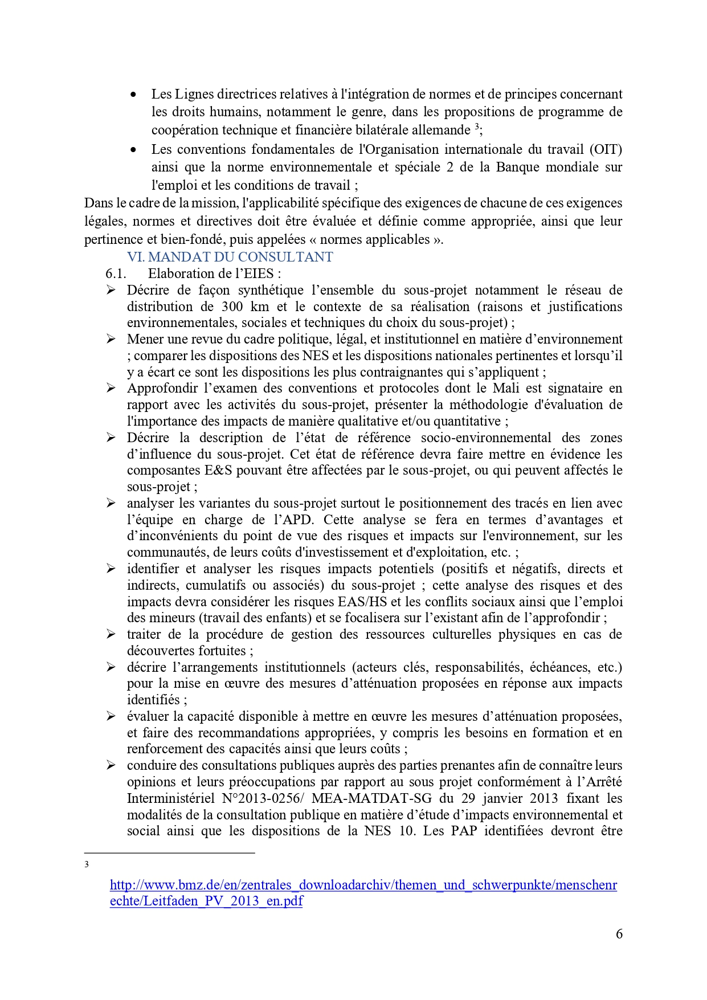 • Les Lignes directrices relatives à l'intégration de normes et de principes concernant
les droits humains, notamment le genre, dans les propositions de programme de
coopération technique et financière bilatérale allemande ³;
• Les conventions fondamentales de l'Organisation internationale du travail (OIT)
ainsi que la norme environnementale et spéciale 2 de la Banque mondiale sur
l'emploi et les conditions de travail ;
Dans le cadre de la mission, l'applicabilité spécifique des exigences de chacune de ces exigences
légales, normes et directives doit être évaluée et définie comme appropriée, ainsi que leur
pertinence et bien-fondé, puis appelées « normes applicables ».
VI. MANDAT DU CONSULTANT
6.1. Elaboration de l’EIES :
➢ Décrire de façon synthétique l’ensemble du sous-projet notamment le réseau de
distribution de 300 km et le contexte de sa réalisation (raisons et justifications
environnementales, sociales et techniques du choix du sous-projet) ;
➢ Mener une revue du cadre politique, légal, et institutionnel en matière d’environnement
; comparer les dispositions des NES et les dispositions nationales pertinentes et lorsqu’il
y a écart ce sont les dispositions les plus contraignantes qui s’appliquent ;
➢ Approfondir l’examen des conventions et protocoles dont le Mali est signataire en
rapport avec les activités du sous-projet, présenter la méthodologie d'évaluation de
l'importance des impacts de manière qualitative et/ou quantitative ;
➢ Décrire la description de l’état de référence socio-environnemental des zones
d’influence du sous-projet. Cet état de référence devra faire mettre en évidence les
composantes E&S pouvant être affectées par le sous-projet, ou qui peuvent affectés le
sous-projet ;
➢ analyser les variantes du sous-projet surtout le positionnement des tracés en lien avec
l’équipe en charge de l’APD. Cette analyse se fera en termes d’avantages et
d’inconvénients du point de vue des risques et impacts sur l'environnement, sur les
communautés, de leurs coûts d'investissement et d'exploitation, etc. ;
➢ identifier et analyser les risques impacts potentiels (positifs et négatifs, directs et
indirects, cumulatifs ou associés) du sous-projet ; cette analyse des risques et des
impacts devra considérer les risques EAS/HS et les conflits sociaux ainsi que l’emploi
des mineurs (travail des enfants) et se focalisera sur l’existant afin de l’approfondir ;
➢ traiter de la procédure de gestion des ressources culturelles physiques en cas de
découvertes fortuites ;
➢ décrire l’arrangements institutionnels (acteurs clés, responsabilités, échéances, etc.)
pour la mise en œuvre des mesures d’atténuation proposées en réponse aux impacts
identifiés ;
➢ évaluer la capacité disponible à mettre en œuvre les mesures d’atténuation proposées,
et faire des recommandations appropriées, y compris les besoins en formation et en
renforcement des capacités ainsi que leurs coûts ;
➢ conduire des consultations publiques auprès des parties prenantes afin de connaître leurs
opinions et leurs préoccupations par rapport au sous projet conformément à l’Arrêté
Interministériel N°2013-0256/ MEA-MATDAT-SG du 29 janvier 2013 fixant les
modalités de la consultation publique en matière d’étude d’impacts environnemental et
social ainsi que les dispositions de la NES 10. Les PAP identifiées devront être
3
http://www.bmz.de/en/zentrales_downloadarchiv/themen_und_schwerpunkte/menschenr
echte/Leitfaden_PV_2013_en.pdf
6